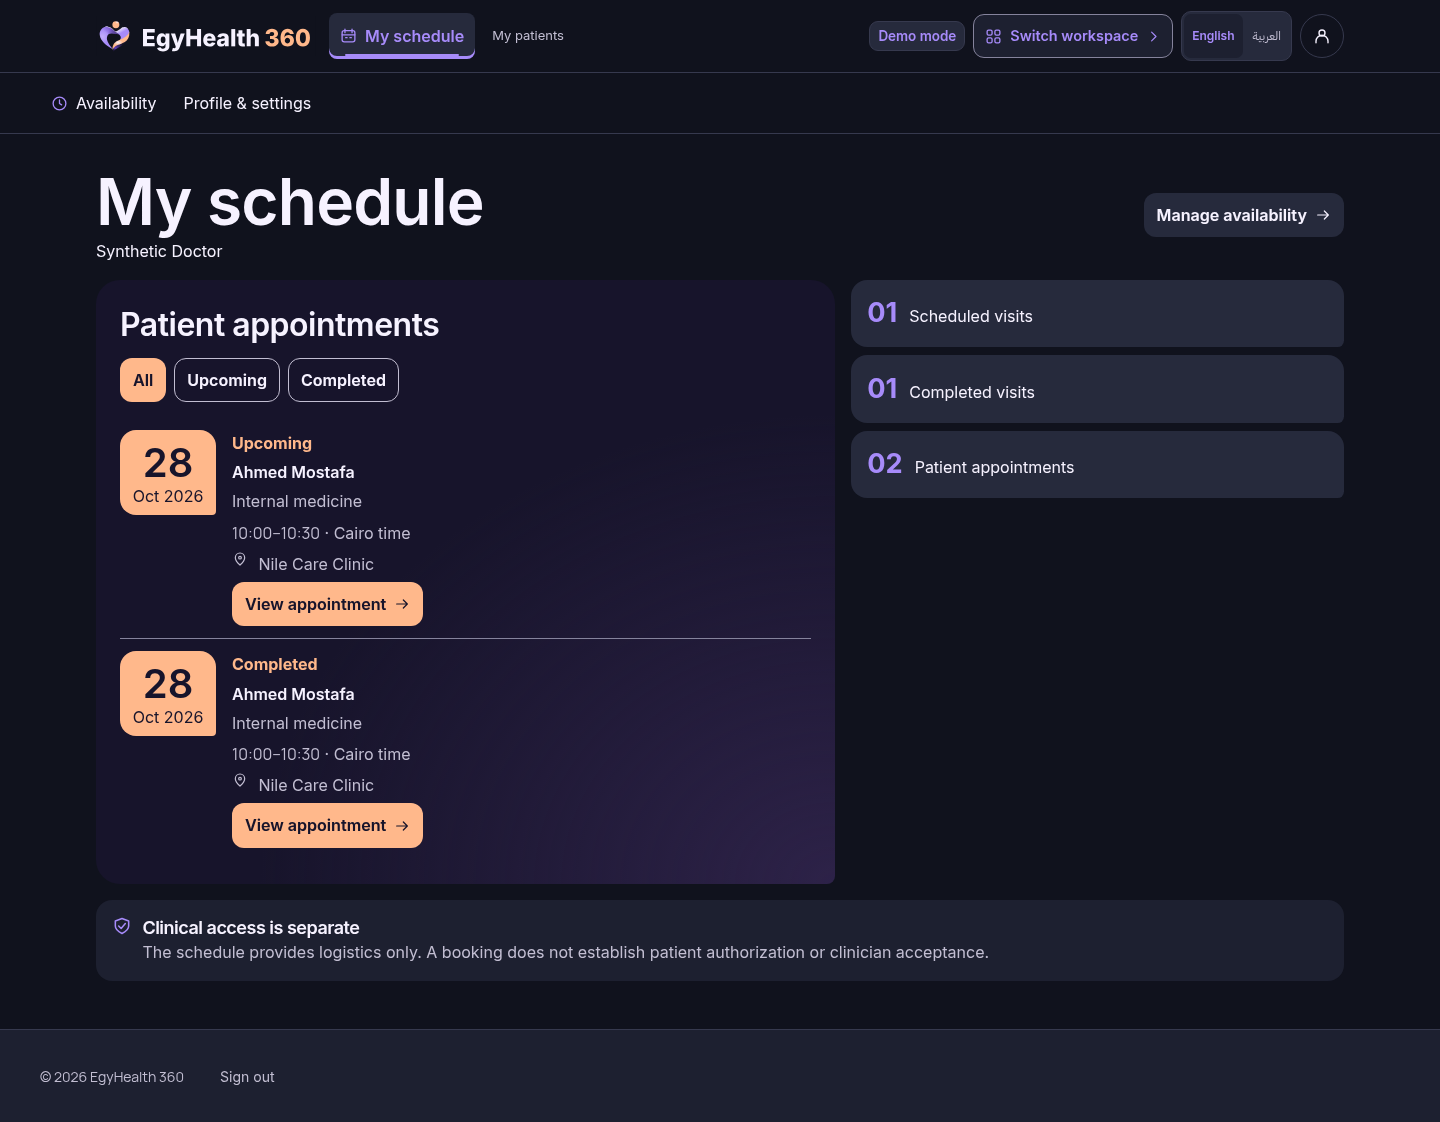 EgyHealth 360
My schedule
My patients
Demo mode
Switch workspace
English
العربية
Availability
Profile & settings
My schedule
Synthetic Doctor
Manage availability
Patient appointments
All
Upcoming
Completed
28
Oct 2026
Upcoming
Ahmed Mostafa
Internal medicine
10:00–10:30 · Cairo time
Nile Care Clinic
View appointment
28
Oct 2026
Completed
Ahmed Mostafa
Internal medicine
10:00–10:30 · Cairo time
Nile Care Clinic
View appointment
01 Scheduled visits
01 Completed visits
02 Patient appointments
Clinical access is separate
The schedule provides logistics only. A booking does not establish patient authorization or clinician acceptance.
© 2026 EgyHealth 360
Sign out